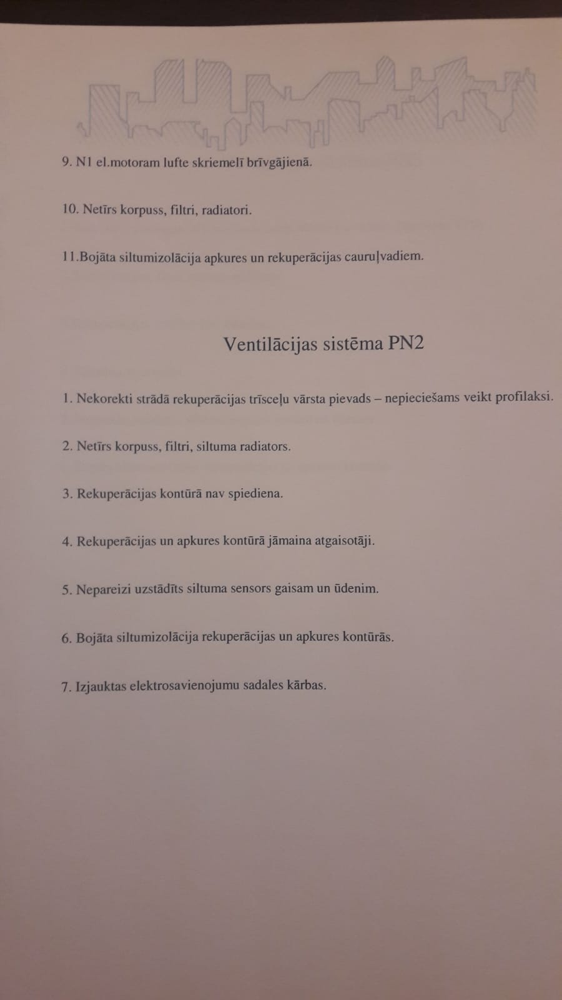 9. N1 el.motoram lufte skriemelī brīvgājienā.
10. Netīrs korpuss, filtri, radiatori.
11.Bojāta siltumizolācija apkures un rekuperācijas cauruļvadiem.
Ventilācijas sistēma PN2
1. Nekorekti strādā rekuperācijas trīsceļu vārsta pievads – nepieciešams veikt profilaksi.
2. Netīrs korpuss, filtri, siltuma radiators.
3. Rekuperācijas kontūrā nav spiediena.
4. Rekuperācijas un apkures kontūrā jāmaina atgaisotāji.
5. Nepareizi uzstādīts siltuma sensors gaisam un ūdenim.
6. Bojāta siltumizolācija rekuperācijas un apkures kontūrās.
7. Izjauktas elektrosavienojumu sadales kārbas.